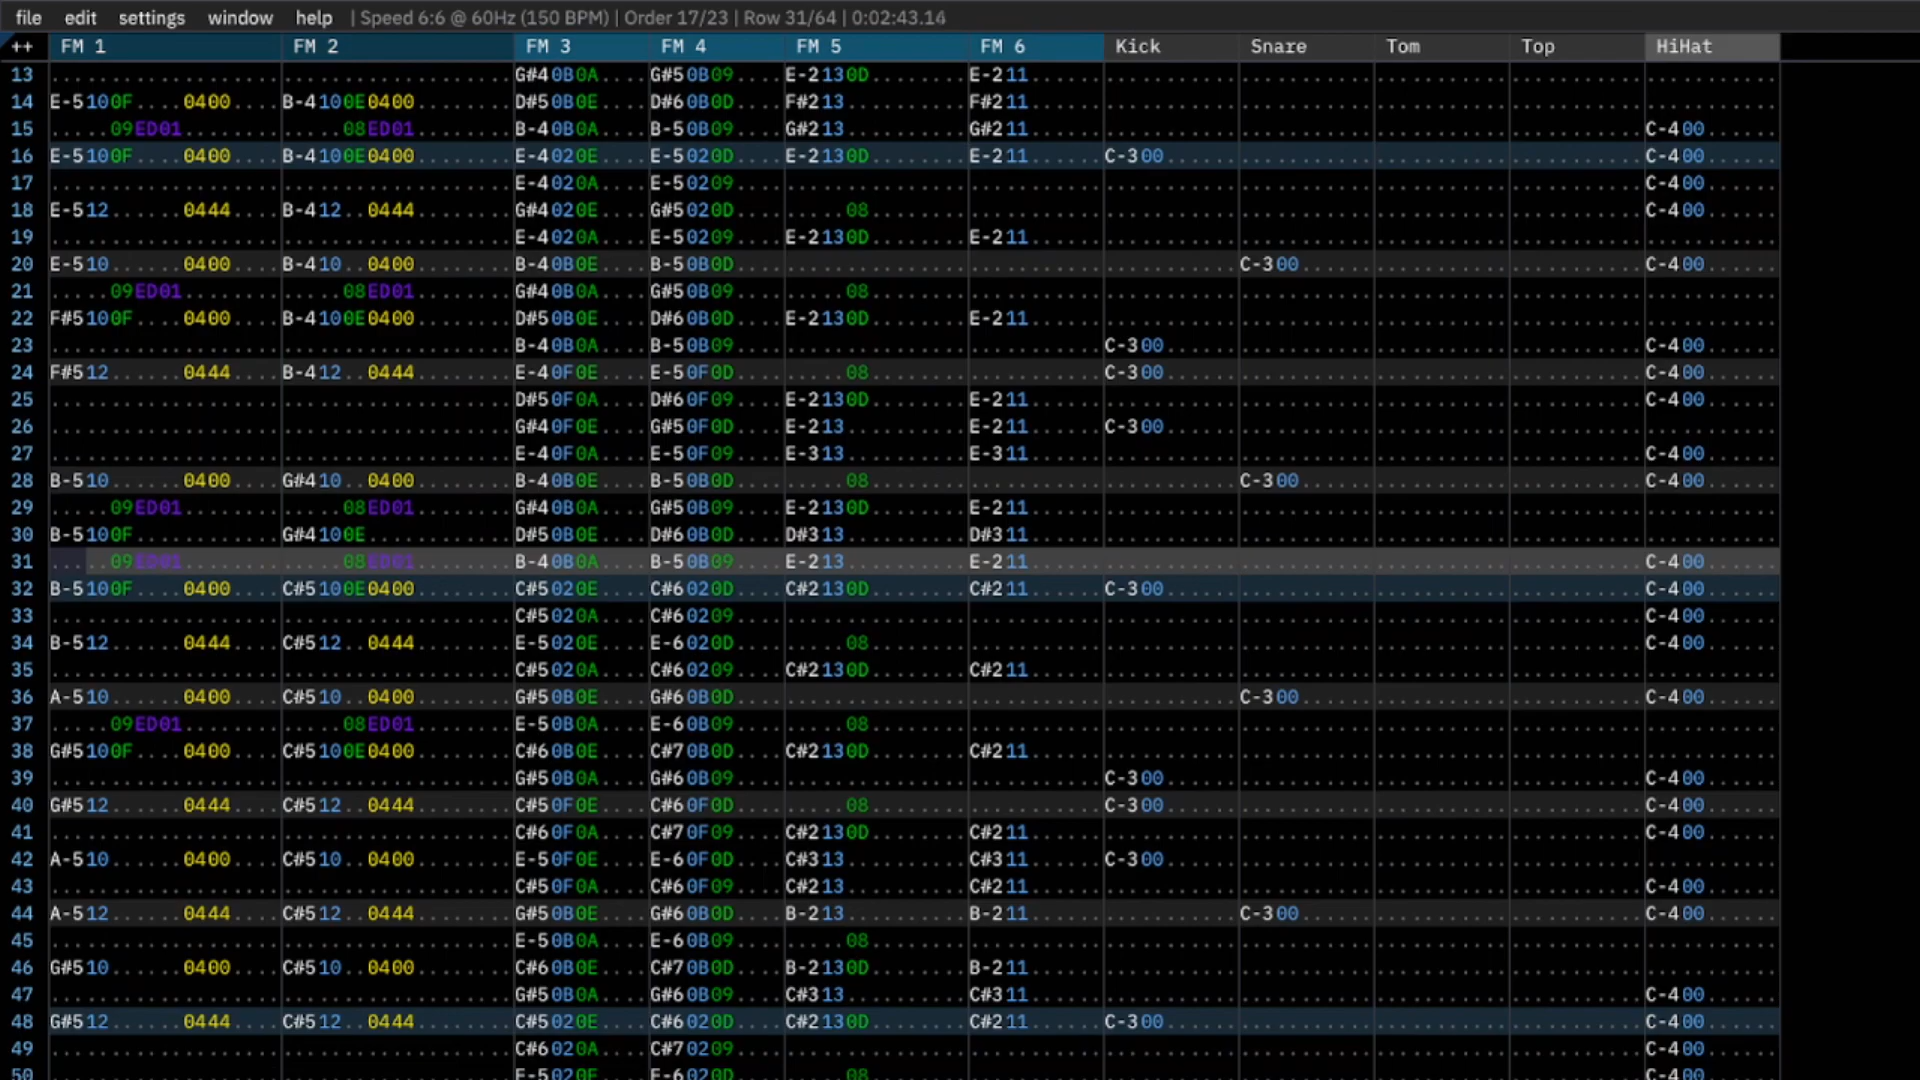 file edit settings window help | Speed 6:6 @ 60Hz (150 BPM) | Order 17/23 | Row 31/64 | 0:02:43.14
++ FM 1 FM 2 FM 3 FM 4 FM 5 FM 6 Kick Snare Tom Top HiHat
13 G#4 0B 0A G#5 0B 09 E-2 13 0D E-2 11
14 E-5 10 0F 0400 B-4 10 0E 0400 D#5 0B 0E D#6 0B 0D F#2 13 F#2 11
15 09 ED01 08 ED01 B-4 0B 0A B-5 0B 09 G#2 13 G#2 11 C-4 00
16 E-5 10 0F 0400 B-4 10 0E 0400 E-4 02 0E E-5 02 0D E-2 13 0D E-2 11 C-3 00 C-4 00
17 E-4 02 0A E-5 02 09 C-4 00
18 E-5 12 0444 B-4 12 0444 G#4 02 0E G#5 02 0D 08 C-4 00
19 E-4 02 0A E-5 02 09 E-2 13 0D E-2 11
20 E-5 10 0400 B-4 10 0400 B-4 0B 0E B-5 0B 0D C-3 00 C-4 00
21 09 ED01 08 ED01 G#4 0B 0A G#5 0B 09 08
22 F#5 10 0F 0400 B-4 10 0E 0400 D#5 0B 0E D#6 0B 0D E-2 13 0D E-2 11
23 B-4 0B 0A B-5 0B 09 C-3 00 C-4 00
24 F#5 12 0444 B-4 12 0444 E-4 0F 0E E-5 0F 0D 08 C-3 00 C-4 00
25 D#5 0F 0A D#6 0F 09 E-2 13 0D E-2 11 C-4 00
26 G#4 0F 0E G#5 0F 0D E-2 13 E-2 11 C-3 00
27 E-4 0F 0A E-5 0F 09 E-3 13 E-3 11 C-4 00
28 B-5 10 0400 G#4 10 0400 B-4 0B 0E B-5 0B 0D 08 C-3 00 C-4 00
29 09 ED01 08 ED01 G#4 0B 0A G#5 0B 09 E-2 13 0D E-2 11
30 B-5 10 0F G#4 10 0E D#5 0B 0E D#6 0B 0D D#3 13 D#3 11
31 09 ED01 08 ED01 B-4 0B 0A B-5 0B 09 E-2 13 E-2 11 C-4 00
32 B-5 10 0F 0400 C#5 10 0E 0400 C#5 02 0E C#6 02 0D C#2 13 0D C#2 11 C-3 00 C-4 00
33 C#5 02 0A C#6 02 09 C-4 00
34 B-5 12 0444 C#5 12 0444 E-5 02 0E E-6 02 0D 08 C-4 00
35 C#5 02 0A C#6 02 09 C#2 13 0D C#2 11
36 A-5 10 0400 C#5 10 0400 G#5 0B 0E G#6 0B 0D C-3 00 C-4 00
37 09 ED01 08 ED01 E-5 0B 0A E-6 0B 09 08
38 G#5 10 0F 0400 C#5 10 0E 0400 C#6 0B 0E C#7 0B 0D C#2 13 0D C#2 11
39 G#5 0B 0A G#6 0B 09 C-3 00 C-4 00
40 G#5 12 0444 C#5 12 0444 C#5 0F 0E C#6 0F 0D 08 C-3 00 C-4 00
41 C#6 0F 0A C#7 0F 09 C#2 13 0D C#2 11 C-4 00
42 A-5 10 0400 C#5 10 0400 E-5 0F 0E E-6 0F 0D C#3 13 C#3 11 C-3 00
43 C#5 0F 0A C#6 0F 09 C#2 13 C#2 11 C-4 00
44 A-5 12 0444 C#5 12 0444 G#5 0B 0E G#6 0B 0D B-2 13 B-2 11 C-3 00 C-4 00
45 E-5 0B 0A E-6 0B 09 08
46 G#5 10 0400 C#5 10 0400 C#6 0B 0E C#7 0B 0D B-2 13 0D B-2 11
47 G#5 0B 0A G#6 0B 09 C#3 13 C#3 11 C-4 00
48 G#5 12 0444 C#5 12 0444 C#5 02 0E C#6 02 0D C#2 13 0D C#2 11 C-3 00 C-4 00
49 C#6 02 0A C#7 02 09 C-4 00
50 E-5 02 0E E-6 02 0D 08 C-4 00